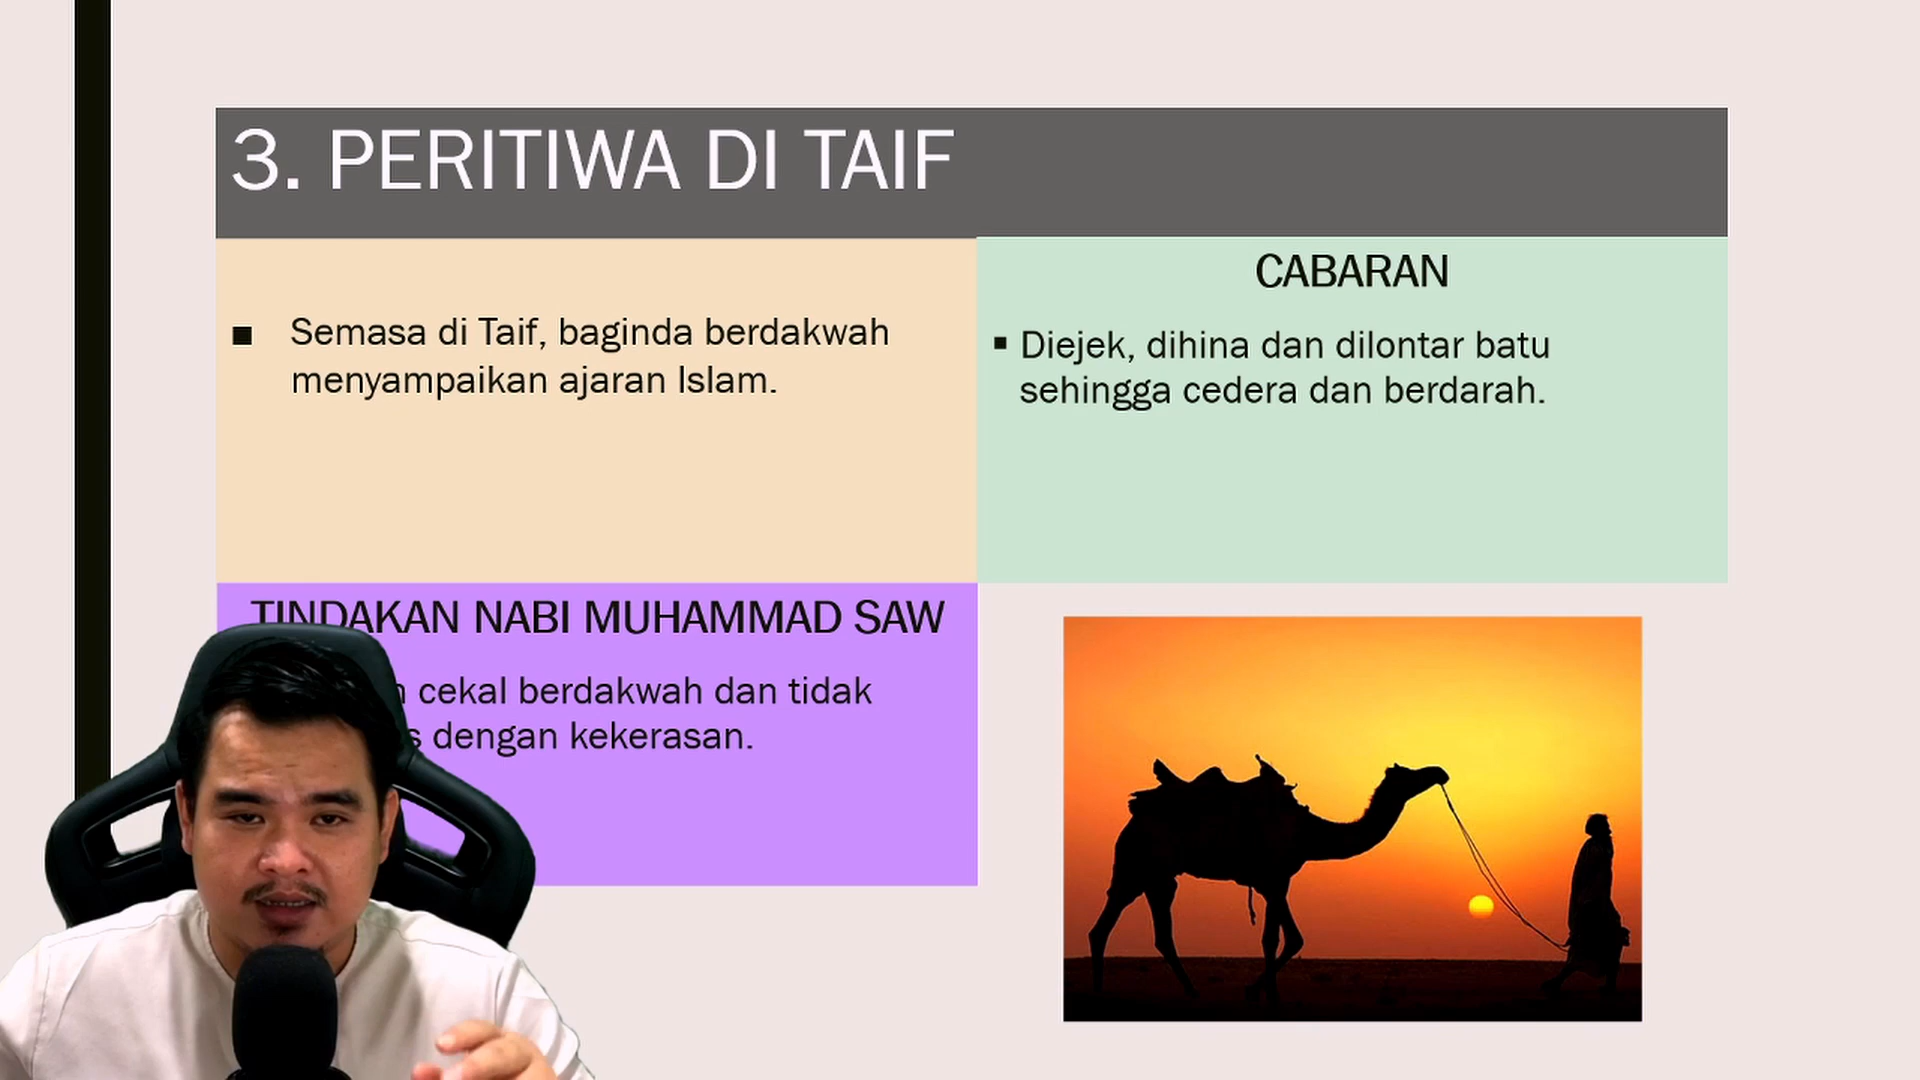 3. PERITIWA DI TAIF
■ Semasa di Taif, baginda berdakwah
menyampaikan ajaran Islam.
CABARAN
▪ Diejek, dihina dan dilontar batu
sehingga cedera dan berdarah.
TINDAKAN NABI MUHAMMAD SAW
cekal berdakwah dan tidak
dengan kekerasan.